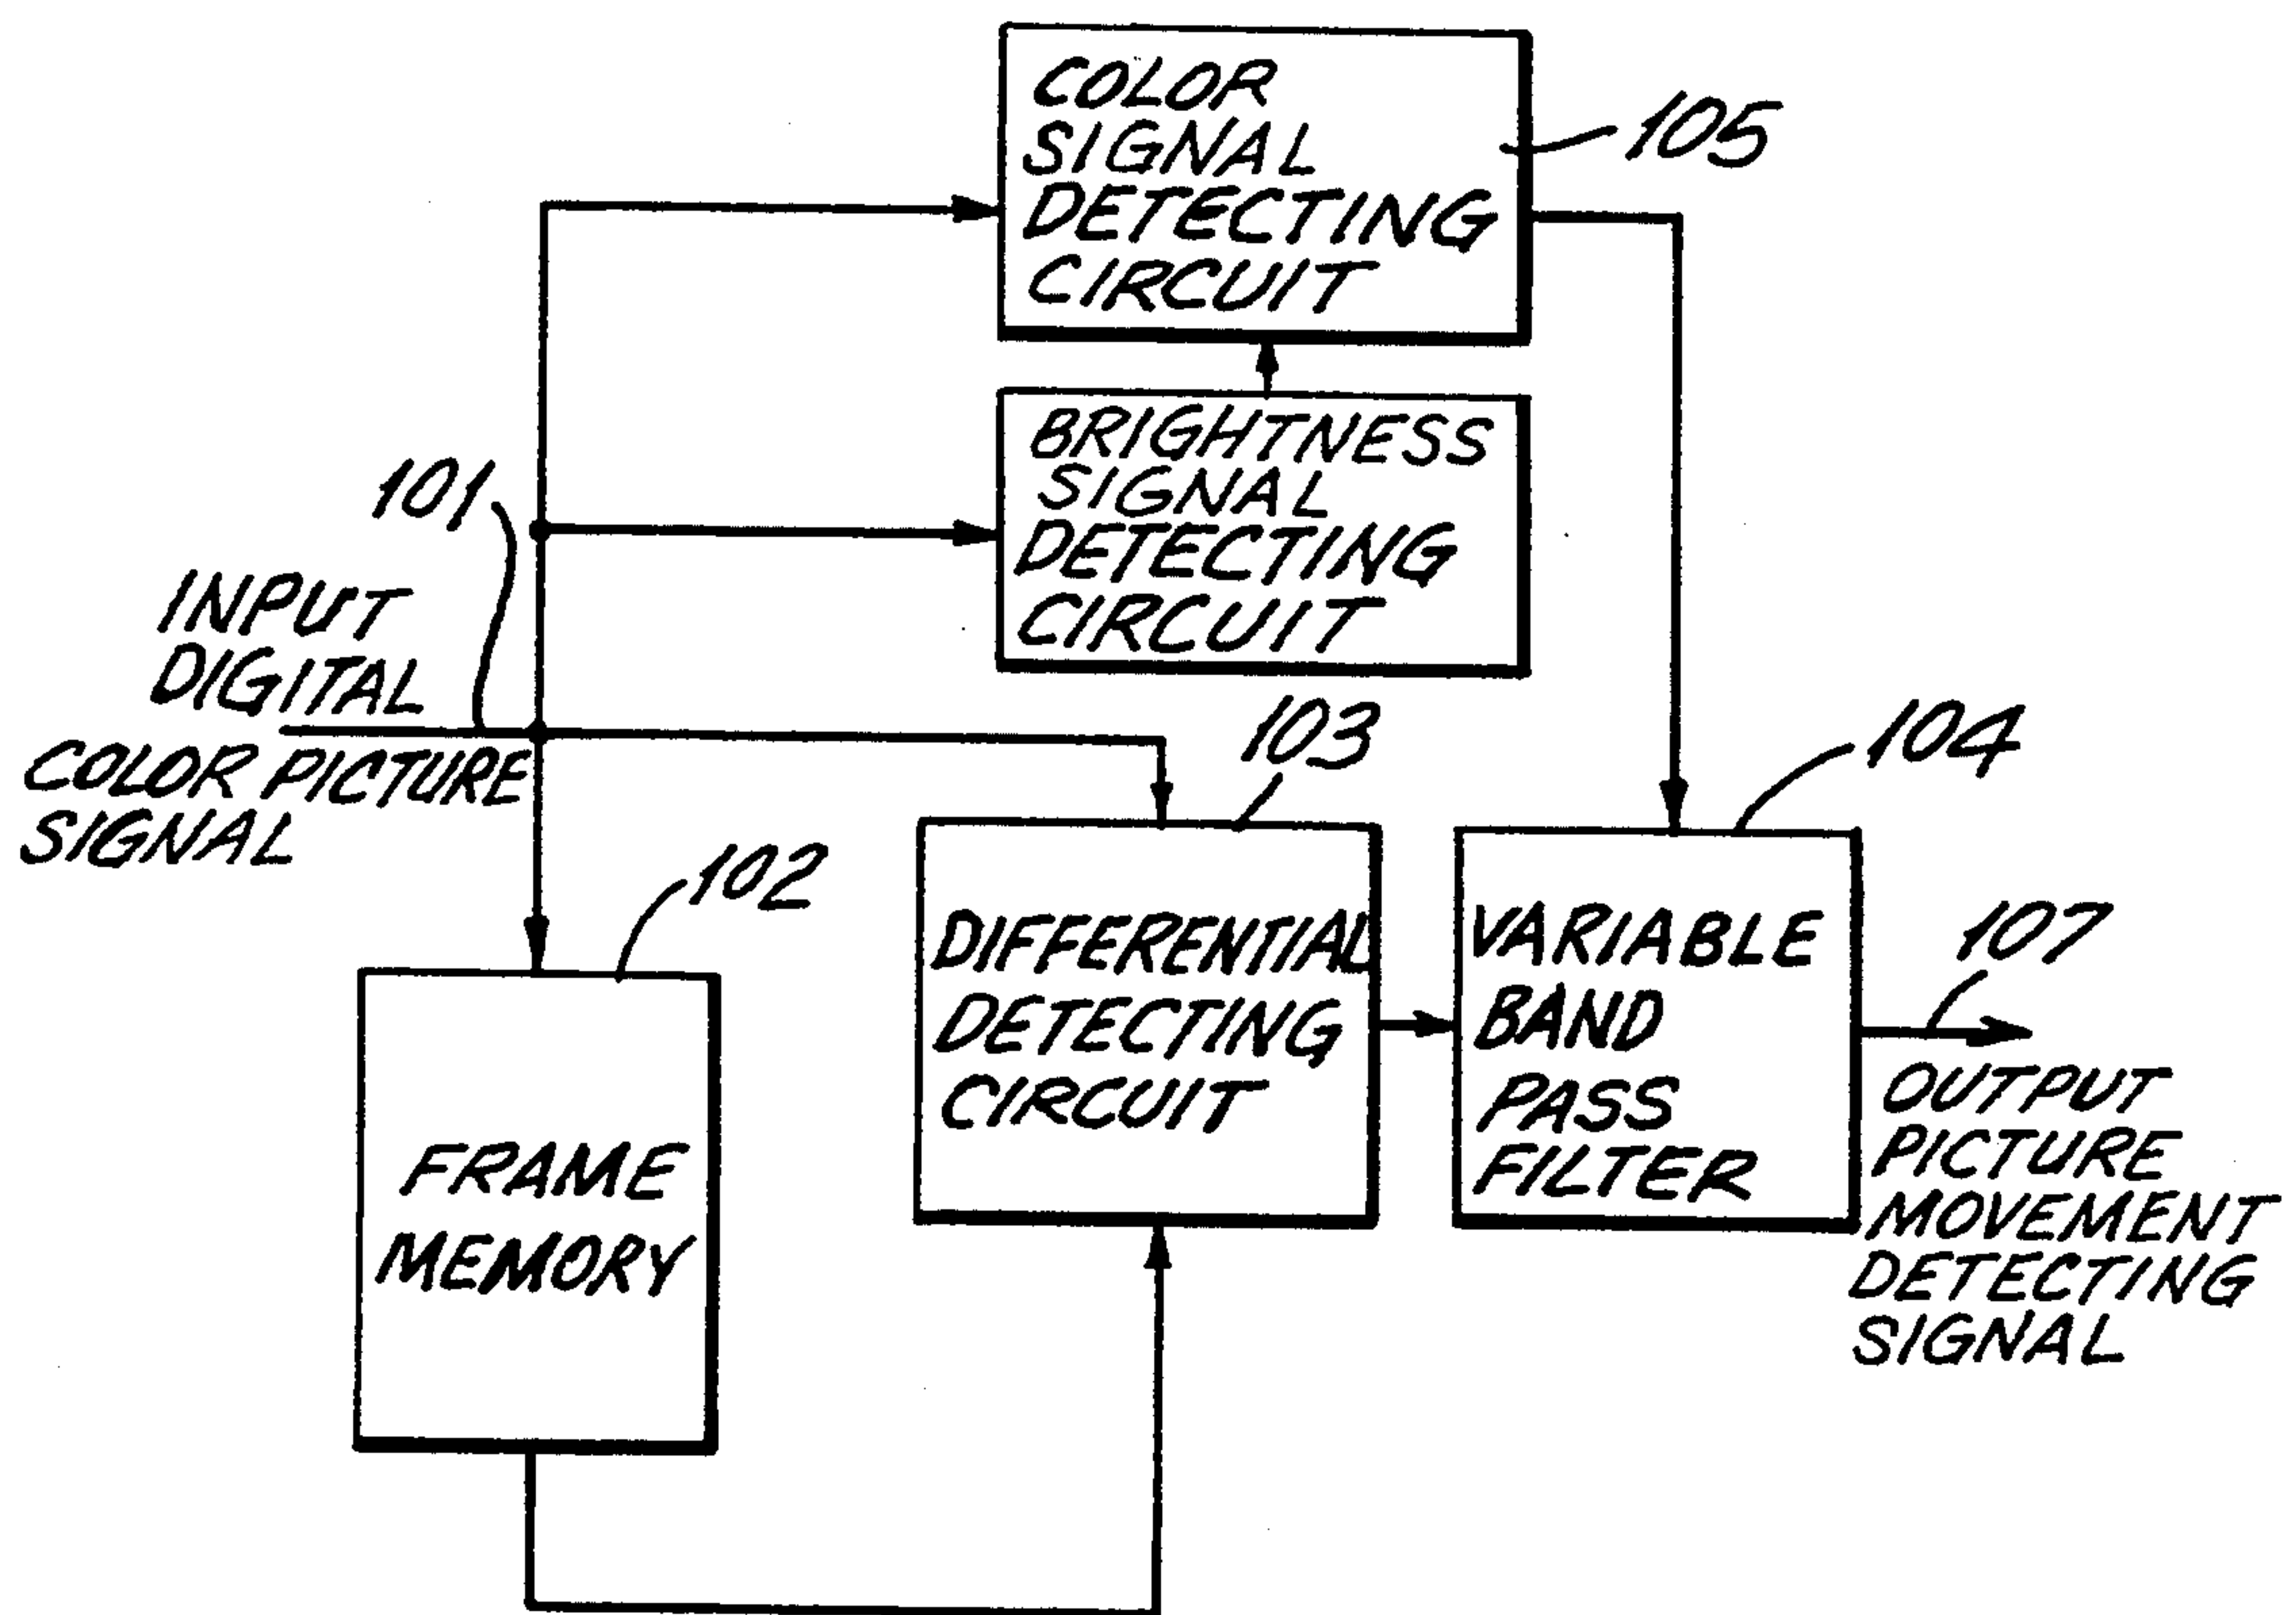 COLOR
SIGNAL
DETECTING
CIRCUIT
105
BRIGHTNESS
SIGNAL
DETECTING
CIRCUIT
101
INPUT
DIGITAL
COLOR PICTURE
SIGNAL
103
104
102
DIFFERENTIAL
DETECTING
CIRCUIT
VARIABLE
BAND
PASS
FILTER
107
OUTPUT
PICTURE
MOVEMENT
DETECTING
SIGNAL
FRAME
MEMORY